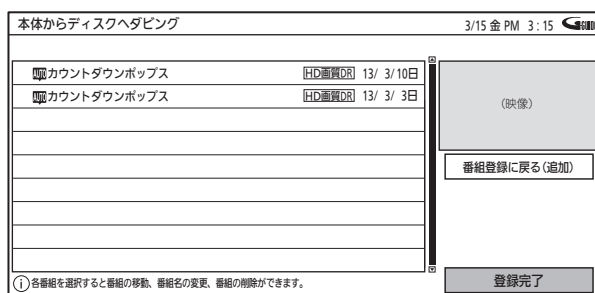 本体からディスクへダビング
3/15 金 PM 3:15 G-GUIDE
カウントダウンポップス HD画質DR 13/ 3/10日
カウントダウンポップス HD画質DR 13/ 3/ 3日
(映像)
番組登録に戻る(追加)
i 各番組を選択すると番組の移動、番組名の変更、番組の削除ができます。
登録完了